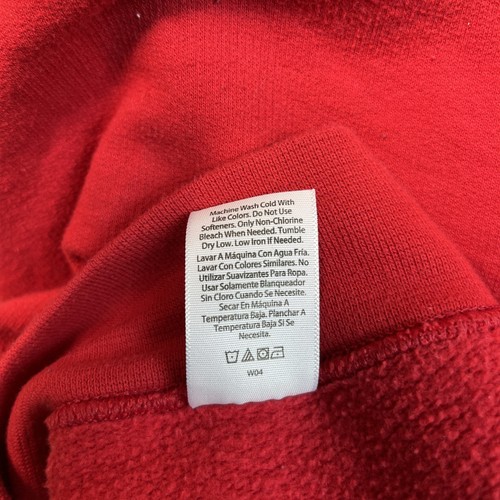 Machine Wash Cold With
Like Colors. Do Not Use
Softeners. Only Non-Chlorine
Bleach When Needed. Tumble
Dry Low. Low Iron If Needed.
Lavar A Máquina Con Agua Fría.
Lavar Con Colores Similares. No
Utilizar Suavizantes Para Ropa.
Usar Solamente Blanqueador
Sin Cloro Cuando Se Necesite.
Secar En Maquina A
Temperatura Baja. Planchar A
Temperatura Baja Si Se
Necesita.
W04